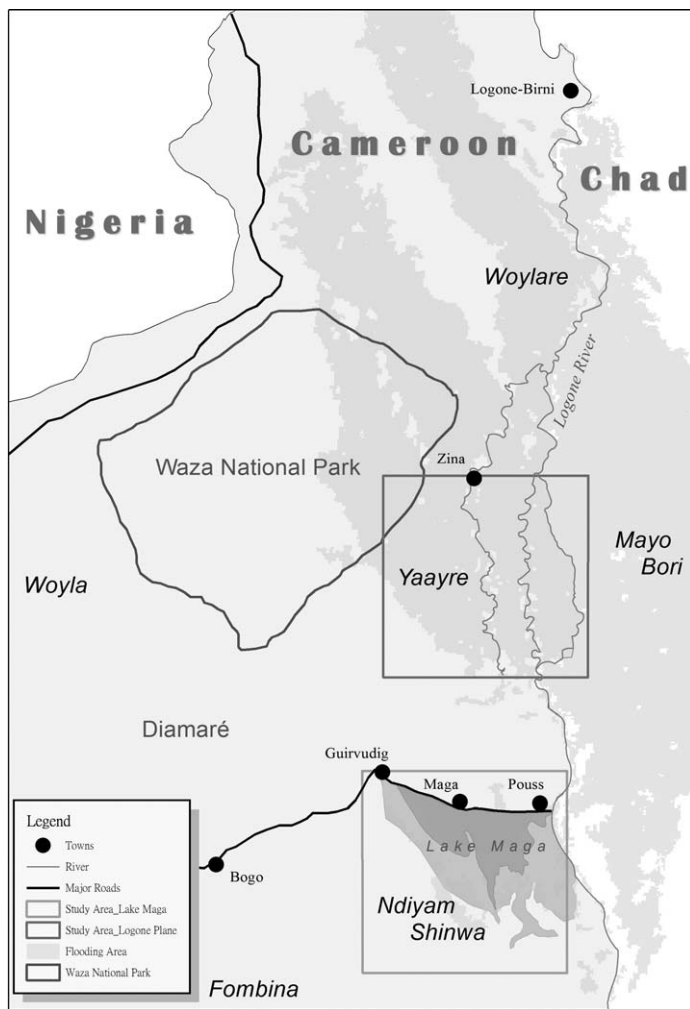 Logone-Birni
Cameroon
Chad
Nigeria
Woylare
Logone River
Waza National Park
Zina
Mayo
Bori
Yaayre
Woyla
Diamaré
Guirvudig
Maga
Pouss
Lake Maga
Bogo
Ndiyam
Shinwa
Fombina
Legend
Towns
River
Major Roads
Study Area_Lake Maga
Study Area_Logone Plane
Flooding Area
Waza National Park